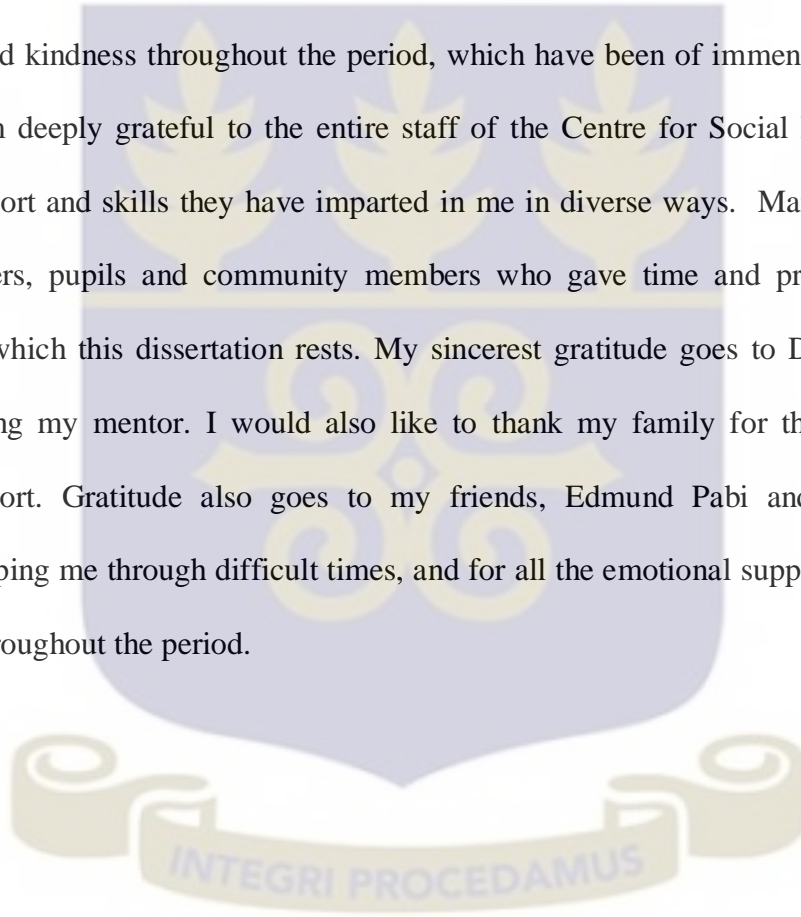 d kindness throughout the period, which have been of immen
deeply grateful to the entire staff of the Centre for Social
ort and skills they have imparted in me in diverse ways. Ma
ers, pupils and community members who gave time and pr
which this dissertation rests. My sincerest gratitude goes to D
ng my mentor. I would also like to thank my family for th
ort. Gratitude also goes to my friends, Edmund Pabi and
ping me through difficult times, and for all the emotional supp
roughout the period.
INTEGRI PROCEDAMUS